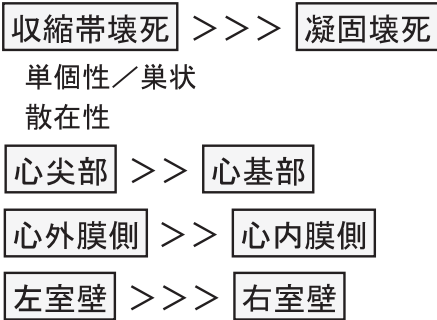 収縮帯壊死 >>> 凝固壊死
単個性／巣状
散在性
心尖部 >> 心基部
心外膜側 >> 心内膜側
左室壁 >>> 右室壁